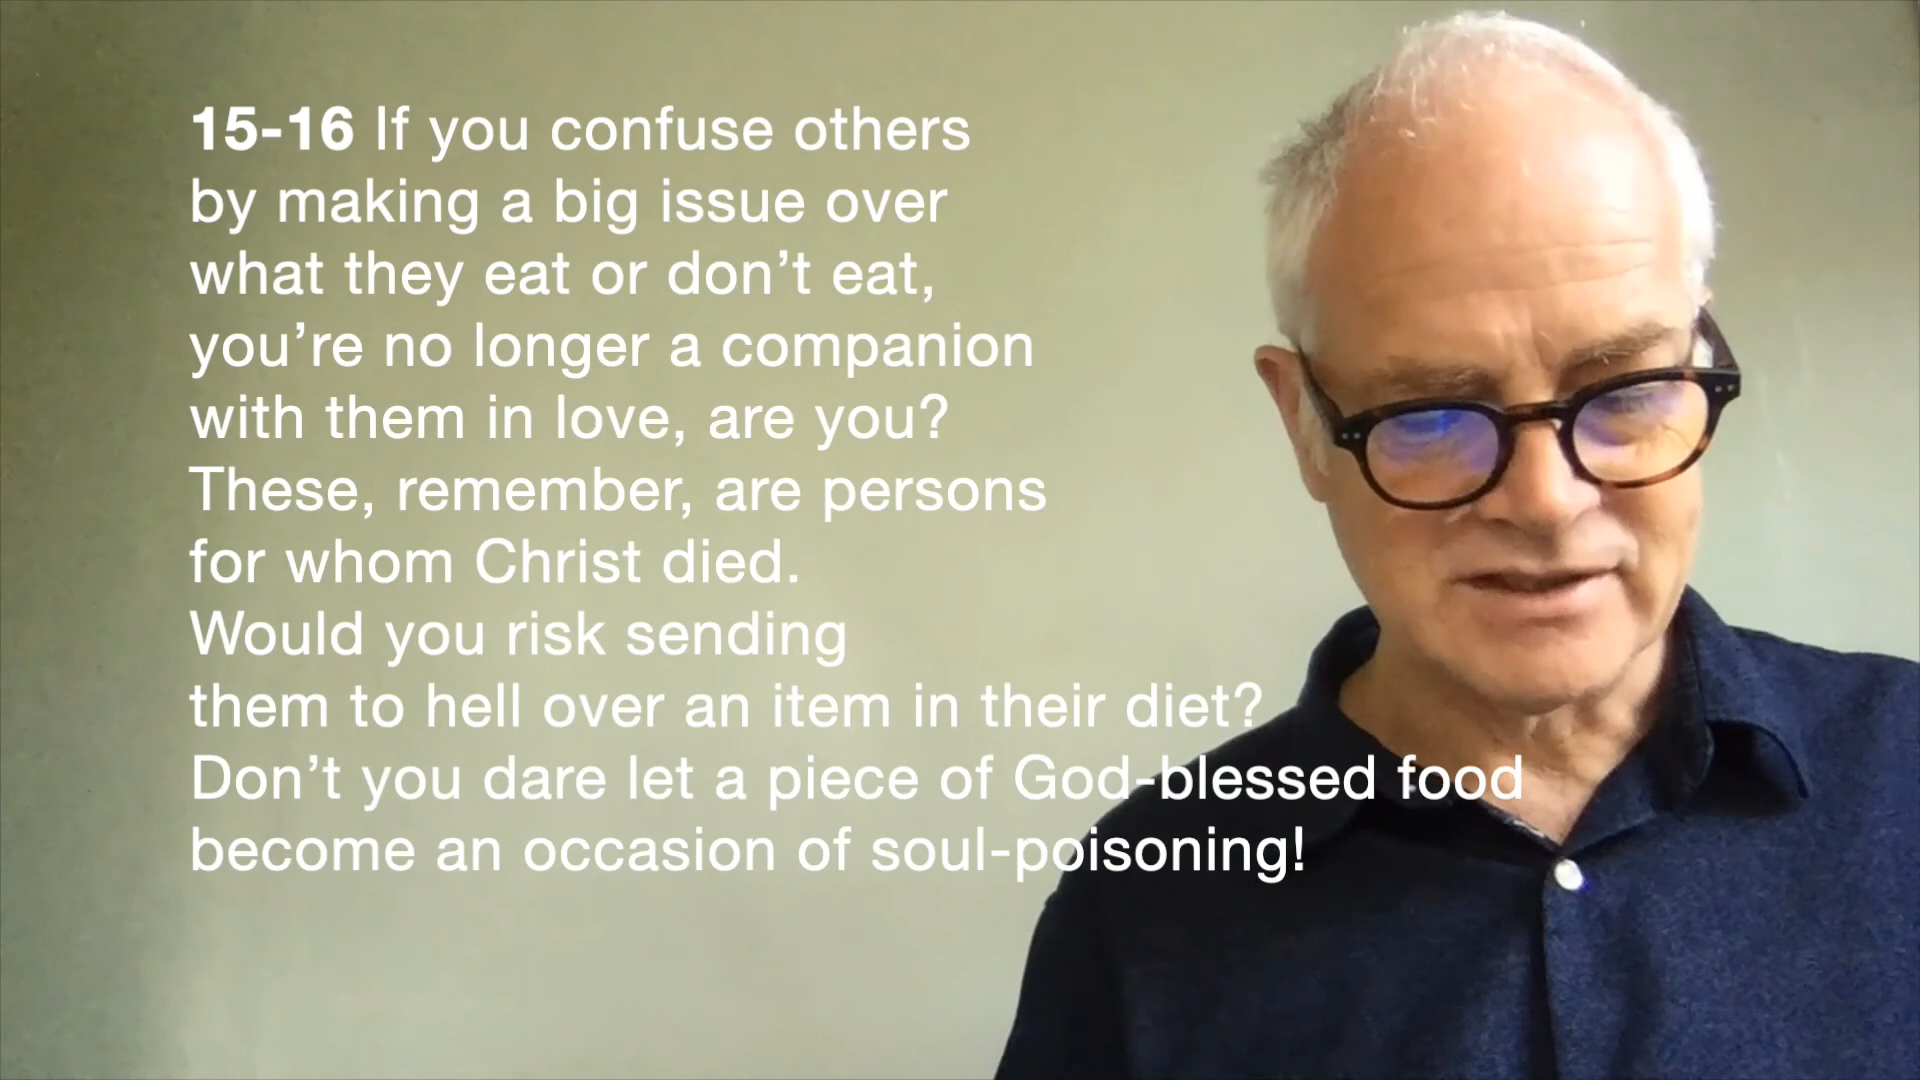 15-16 If you confuse others
by making a big issue over
what they eat or don’t eat,
you’re no longer a companion
with them in love, are you?
These, remember, are persons
for whom Christ died.
Would you risk sending
them to hell over an item in their diet?
Don’t you dare let a piece of God-blessed food
become an occasion of soul-poisoning!